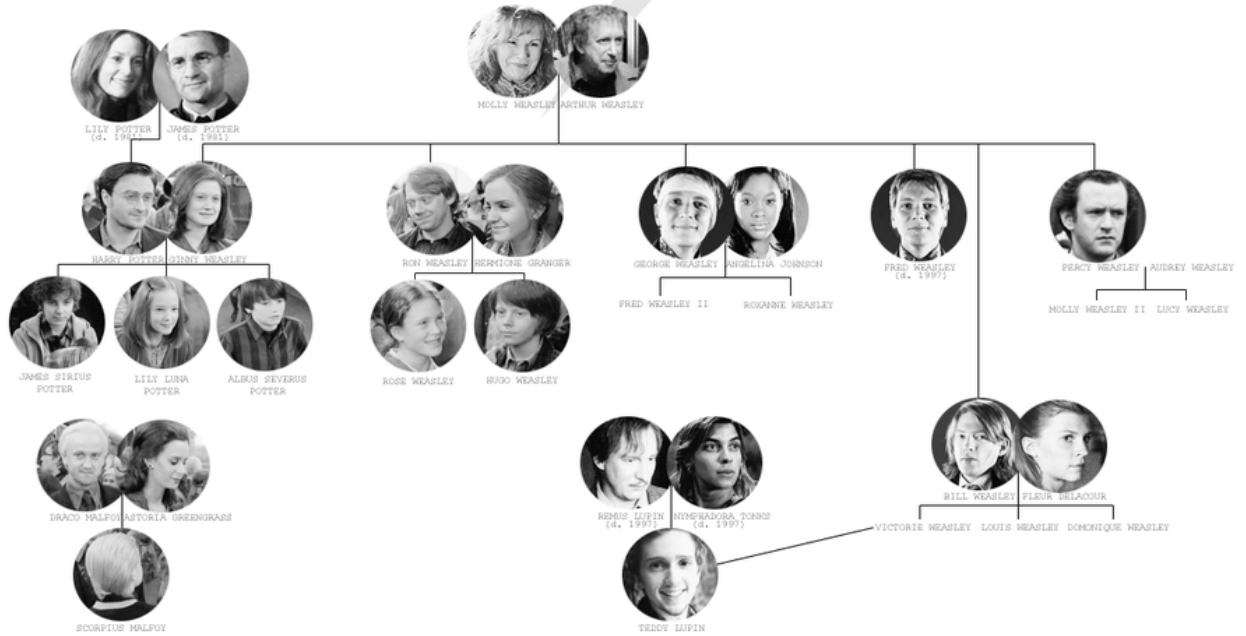 MOLLY WEASLEY ARTHUR WEASLEY
LILY POTTER
(d. 1981)
JAMES POTTER
(d. 1981)
HARRY POTTER GINNY WEASLEY
RON WEASLEY HERMIONE GRANGER
GEORGE WEASLEY ANGELINA JOHNSON
FRED WEASLEY
(d. 1997)
PERCY WEASLEY AUDREY WEASLEY
FRED WEASLEY II
ROXANNE WEASLEY
MOLLY WEASLEY II LUCY WEASLEY
JAMES SIRIUS
POTTER
LILY LUNA
POTTER
ALBUS SEVERUS
POTTER
ROSE WEASLEY
HUGO WEASLEY
BILL WEASLEY FLEUR DELACOUR
DRACO MALFOY ASTORIA GREENGRASS
REMUS LUPIN
(d. 1997)
NYMPHADORA TONKS
(d. 1997)
VICTORIE WEASLEY LOUIS WEASLEY DOMONIQUE WEASLEY
SCORPIUS MALFOY
TEDDY LUPIN